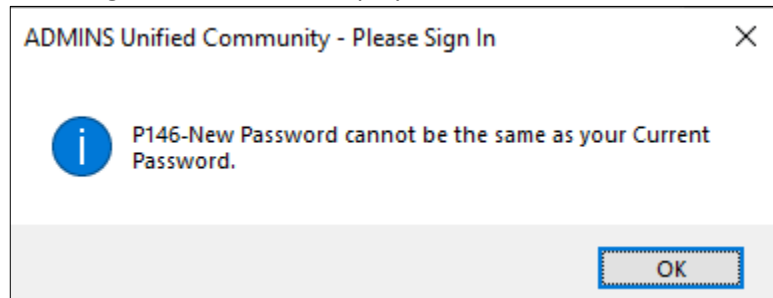 ADMINS Unified Community - Please Sign In
P146-New Password cannot be the same as your Current
Password.
OK